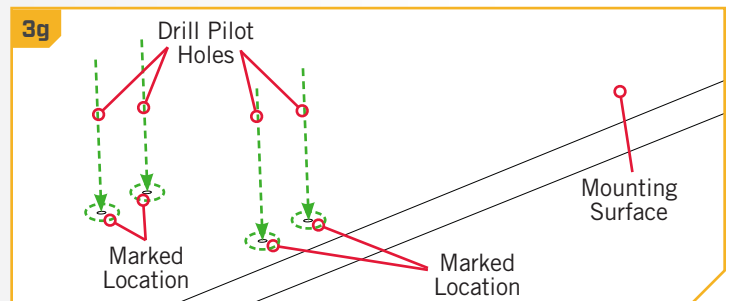 3g
Drill Pilot
Holes
Mounting
Surface
Marked
Location
Marked
Location